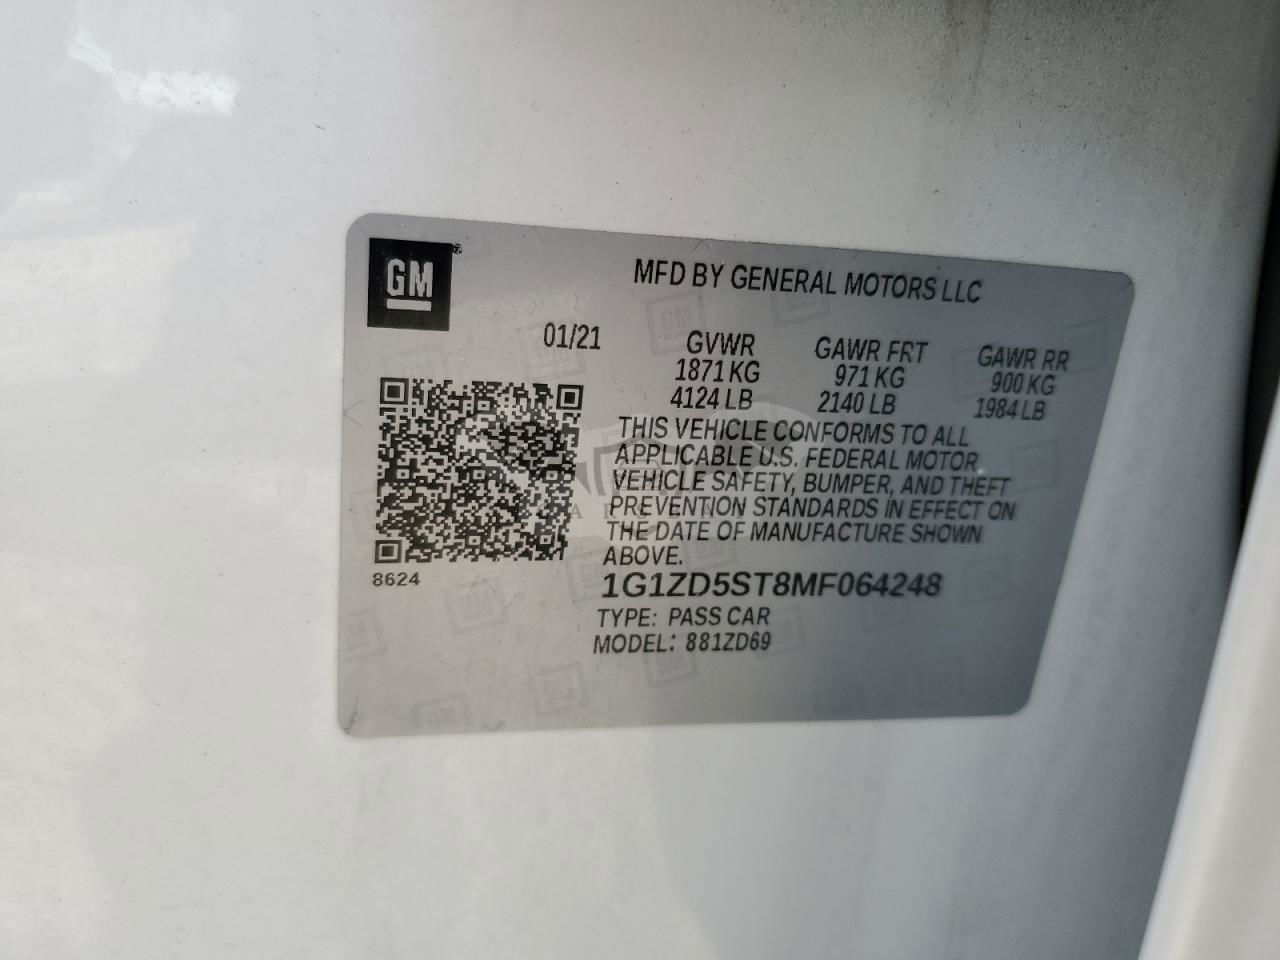 GM®
MFD BY GENERAL MOTORS LLC
01/21
GVWR GAWR FRT GAWR RR
1871 KG 971 KG 900 KG
4124 LB 2140 LB 1984 LB
THIS VEHICLE CONFORMS TO ALL
APPLICABLE U.S. FEDERAL MOTOR
VEHICLE SAFETY, BUMPER, AND THEFT
PREVENTION STANDARDS IN EFFECT ON
THE DATE OF MANUFACTURE SHOWN
ABOVE.
8624
1G1ZD5ST8MF064248
TYPE: PASS CAR
MODEL: 881ZD69